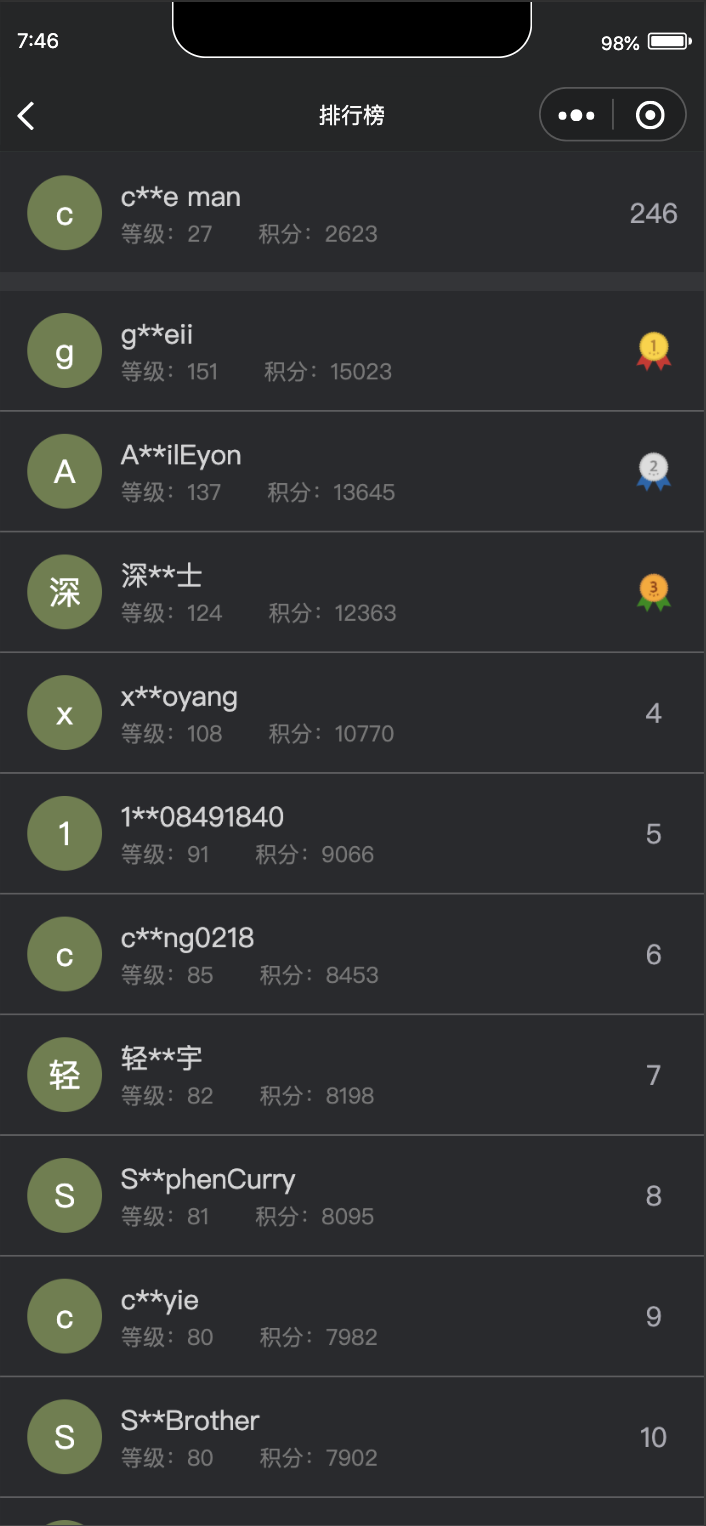 7:46 98%
排行榜
c c**e man 246
等级：27 积分：2623
g g**eii 1
等级：151 积分：15023
A A**ilEyon 2
等级：137 积分：13645
深 深**士 3
等级：124 积分：12363
x x**oyang 4
等级：108 积分：10770
1 1**08491840 5
等级：91 积分：9066
c c**ng0218 6
等级：85 积分：8453
轻 轻**宇 7
等级：82 积分：8198
S S**phenCurry 8
等级：81 积分：8095
c c**yie 9
等级：80 积分：7982
S S**Brother 10
等级：80 积分：7902